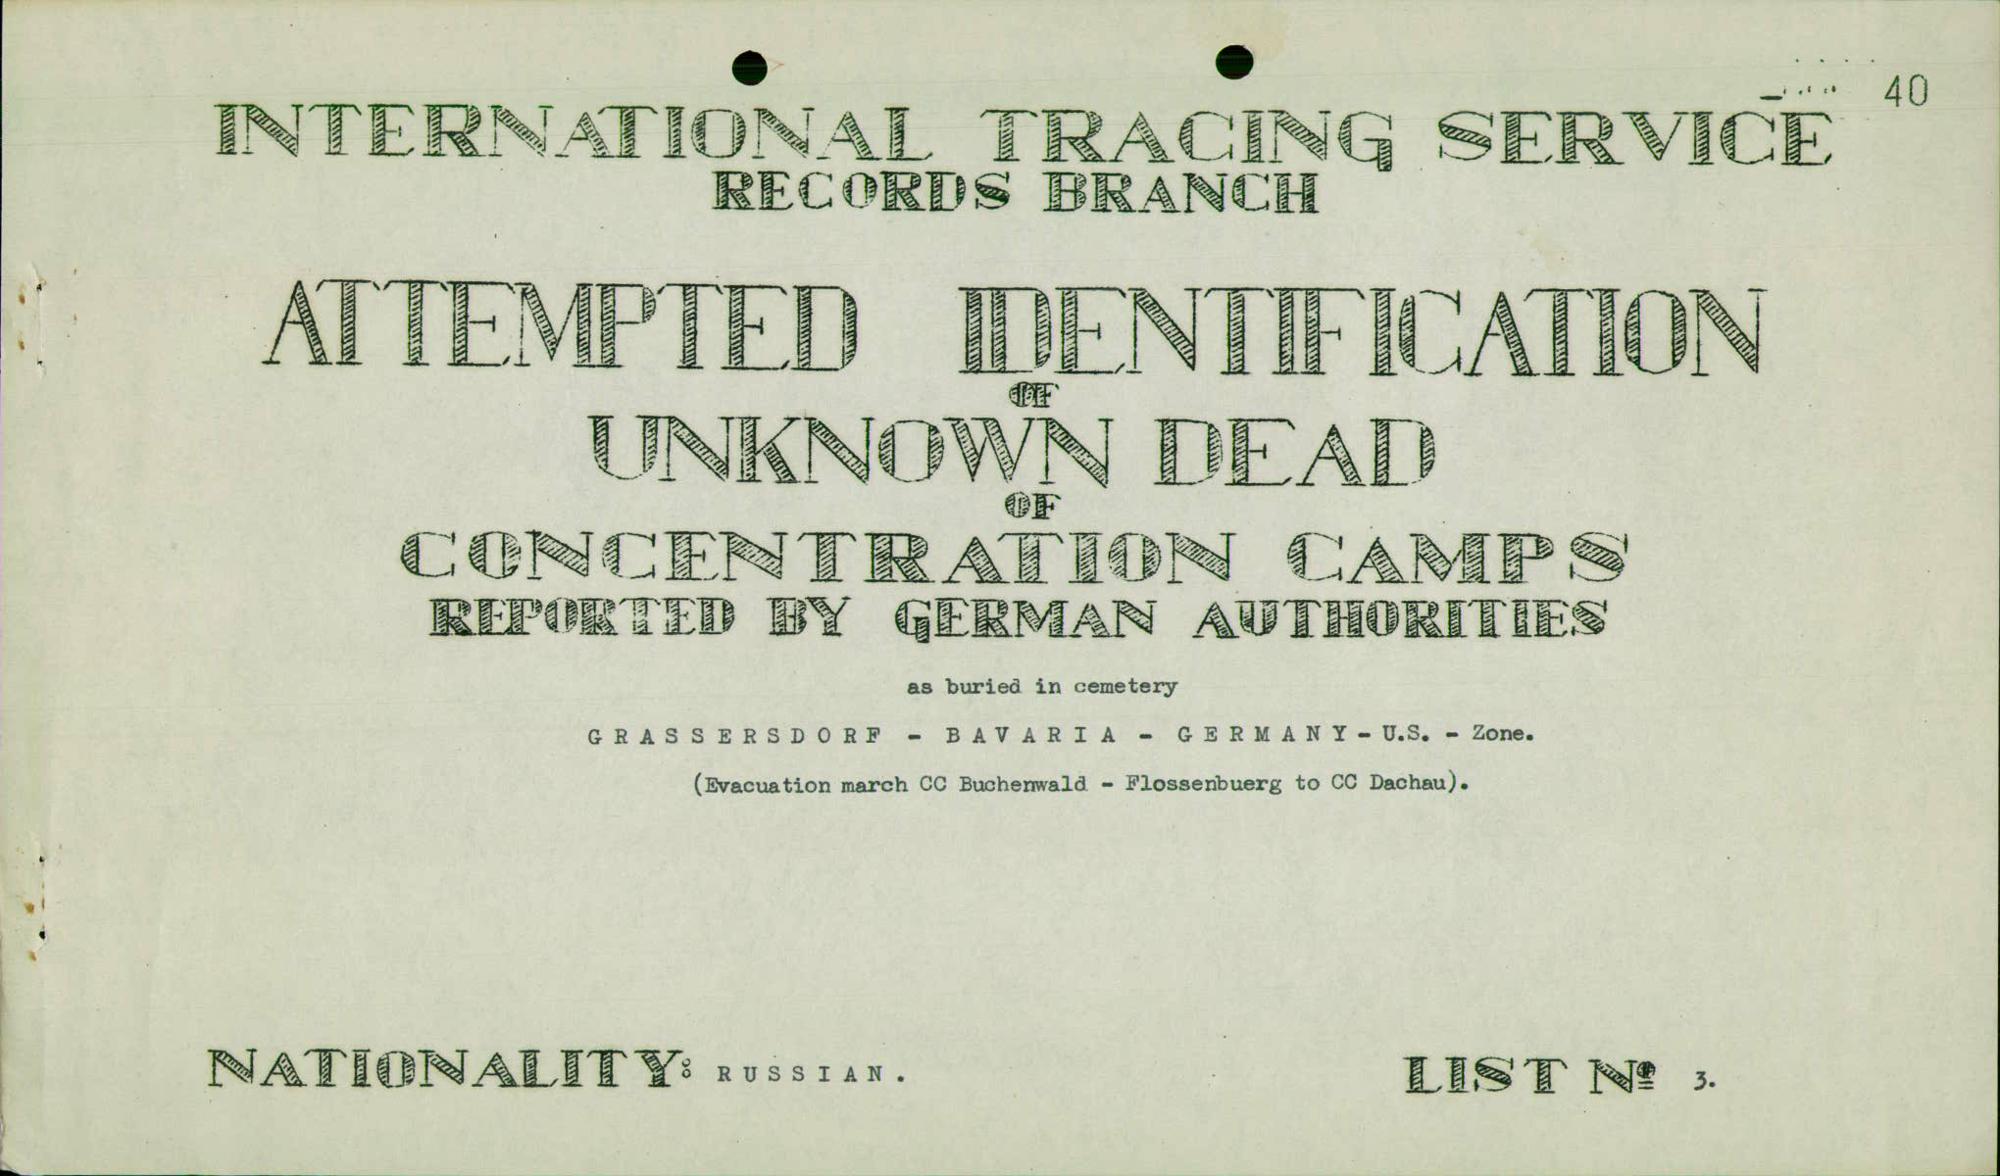 40
INTERNATIONAL TRACING SERVICE
RECORDS BRANCH
ATTEMPTED IDENTIFICATION
OF
UNKNOWN DEAD
OF
CONCENTRATION CAMPS
REPORTED BY GERMAN AUTHORITIES
as buried in cemetery
GRASSERSDORF - BAVARIA - GERMANY - U.S. - Zone.
(Evacuation march CC Buchenwald - Flossenbuerg to CC Dachau).
NATIONALITY: RUSSIAN.
LIST Nº 3.